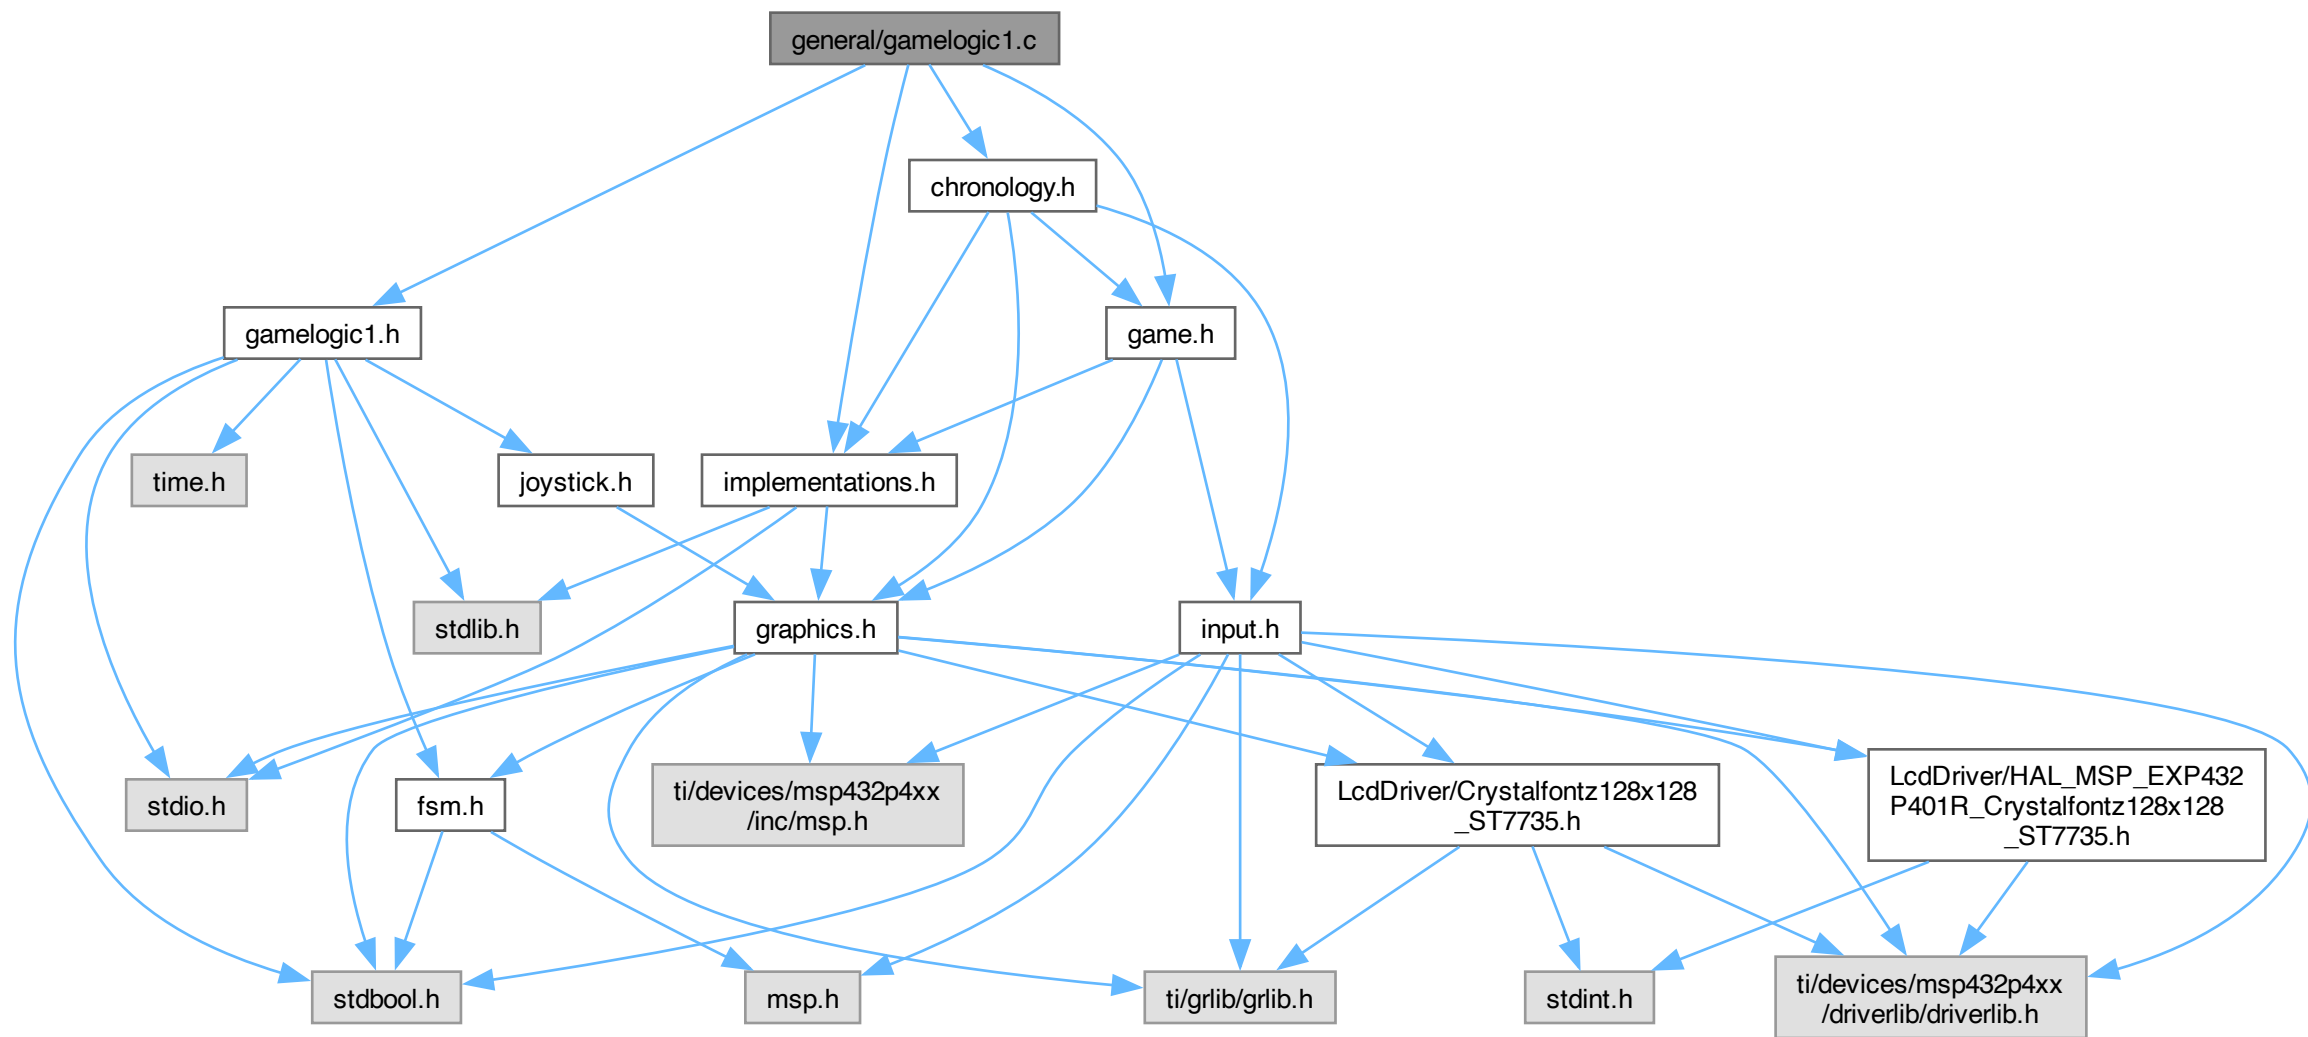 general/gamelogic1.c
chronology.h
gamelogic1.h
game.h
time.h
joystick.h
implementations.h
stdlib.h
graphics.h
input.h
stdio.h
fsm.h
ti/devices/msp432p4xx
/inc/msp.h
LcdDriver/Crystalfontz128x128
_ST7735.h
LcdDriver/HAL_MSP_EXP432
P401R_Crystalfontz128x128
_ST7735.h
stdbool.h
msp.h
ti/grlib/grlib.h
stdint.h
ti/devices/msp432p4xx
/driverlib/driverlib.h